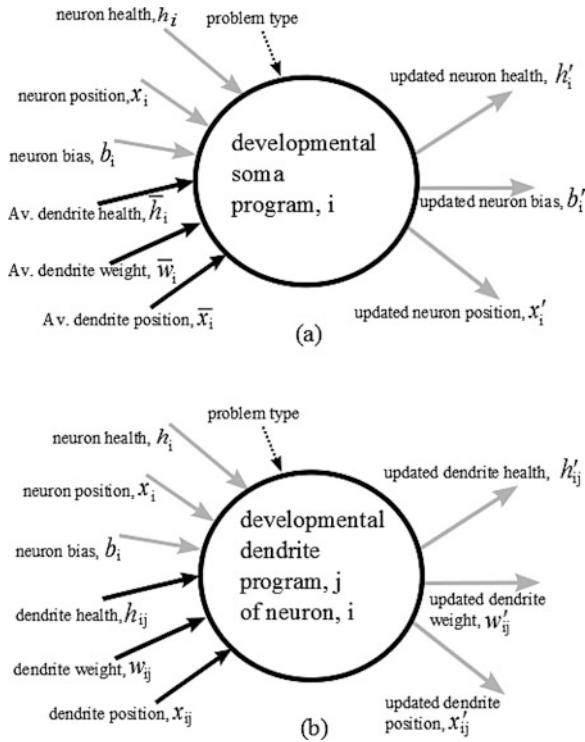 neuron health, h_i
problem type
neuron position, x_i
neuron bias, b_i
Av. dendrite health, h̅_i
Av. dendrite weight, w̅_i
Av. dendrite position, x̅_i
developmental
soma
program, i
updated neuron health, h′_i
updated neuron bias, b′_i
updated neuron position, x′_i
(a)
problem type
neuron health, h_i
neuron position, x_i
neuron bias, b_i
dendrite health, h_ij
dendrite weight, w_ij
dendrite position, x_ij
developmental
dendrite
program, j
of neuron, i
updated dendrite health, h′_ij
updated dendrite
weight, w′_ij
updated dendrite
position, x′_ij
(b)